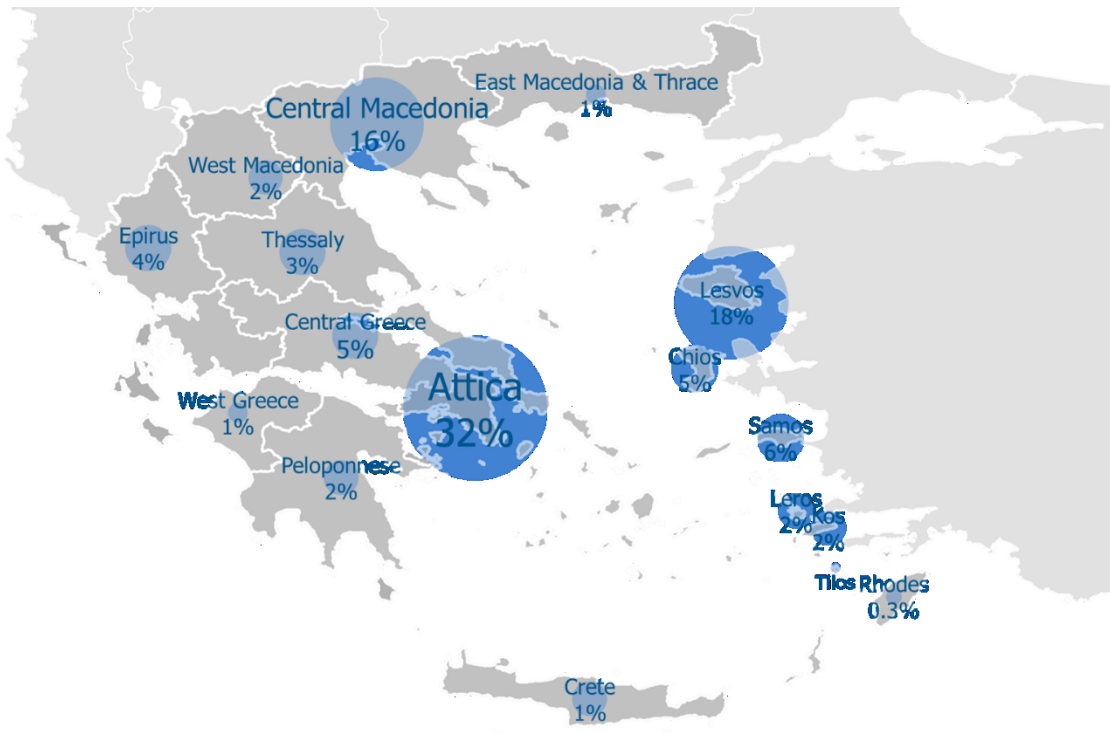 East Macedonia & Thrace
1%
Central Macedonia
16%
West Macedonia
2%
Epirus
4%
Thessaly
3%
Lesvos
18%
Central Greece
5%
Chios
5%
Attica
32%
West Greece
1%
Samos
6%
Peloponnese
2%
Leros
2%
Kos
2%
Tilos
Rhodes
0.3%
Crete
1%